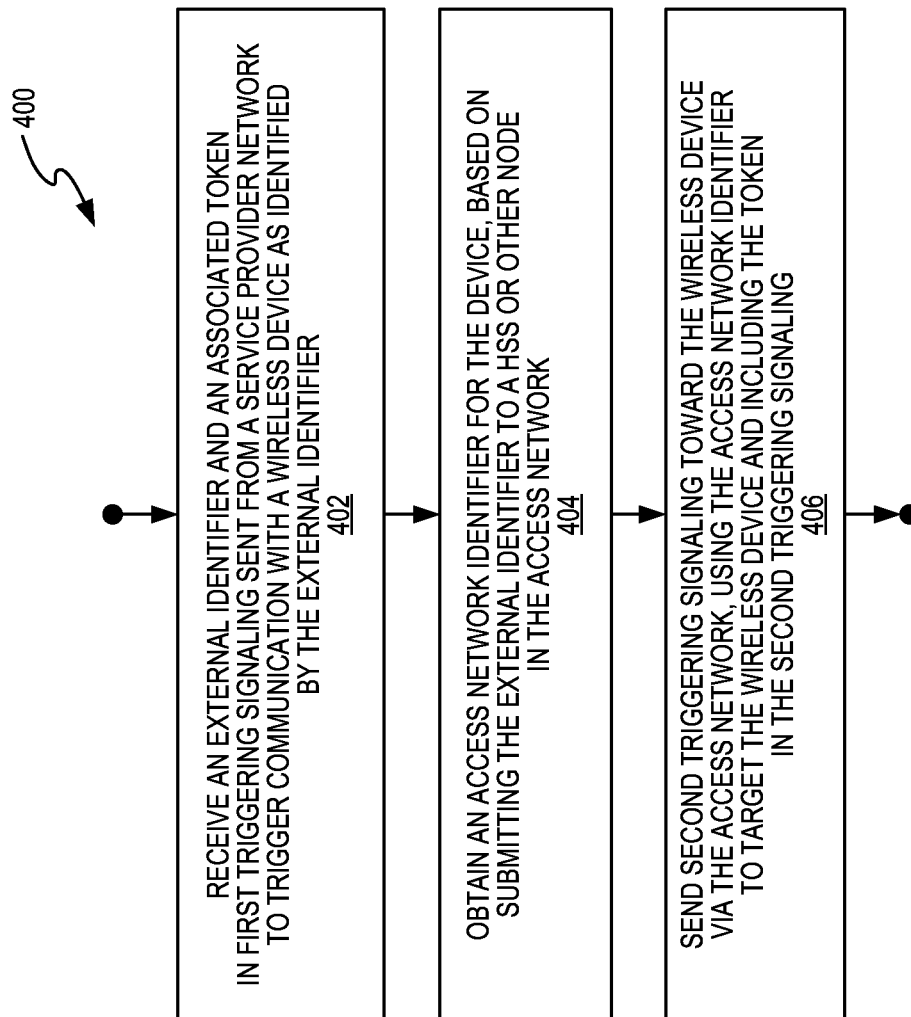 400
RECEIVE AN EXTERNAL IDENTIFIER AND AN ASSOCIATED TOKEN
IN FIRST TRIGGERING SIGNALING SENT FROM A SERVICE PROVIDER NETWORK
TO TRIGGER COMMUNICATION WITH A WIRELESS DEVICE AS IDENTIFIED
BY THE EXTERNAL IDENTIFIER
402
OBTAIN AN ACCESS NETWORK IDENTIFIER FOR THE DEVICE, BASED ON
SUBMITTING THE EXTERNAL IDENTIFIER TO A HSS OR OTHER NODE
IN THE ACCESS NETWORK
404
SEND SECOND TRIGGERING SIGNALING TOWARD THE WIRELESS DEVICE
VIA THE ACCESS NETWORK, USING THE ACCESS NETWORK IDENTIFIER
TO TARGET THE WIRELESS DEVICE AND INCLUDING THE TOKEN
IN THE SECOND TRIGGERING SIGNALING
406